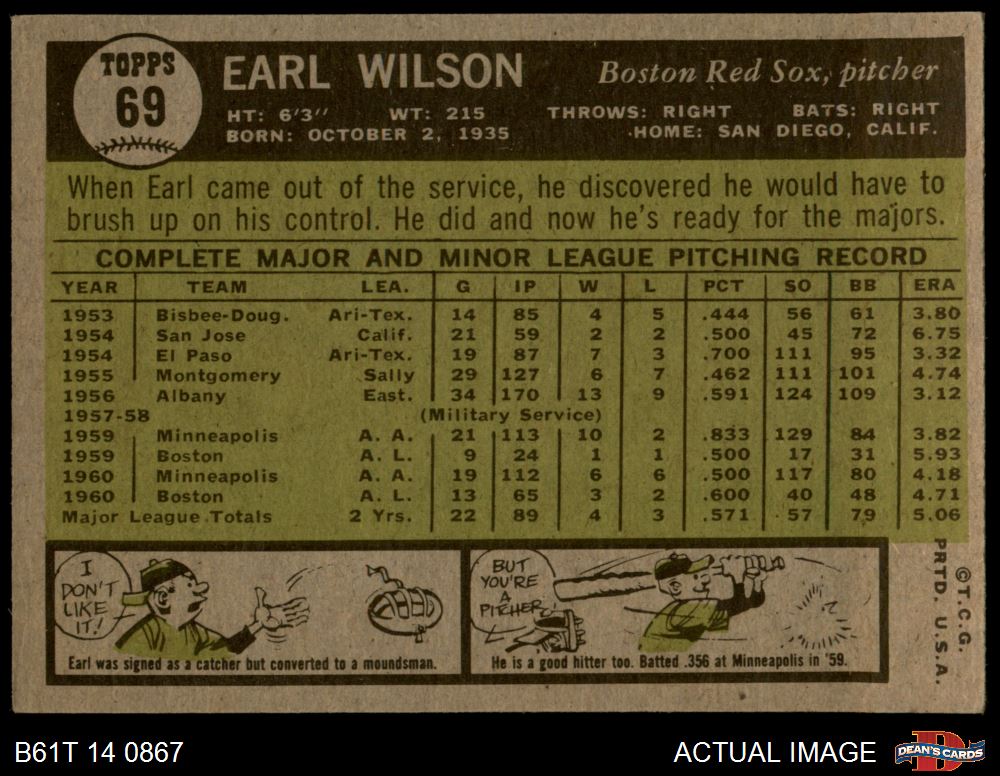 TOPPS
69
EARL WILSON Boston Red Sox, pitcher
HT: 6'3" WT: 215 THROWS: RIGHT BATS: RIGHT
BORN: OCTOBER 2, 1935 HOME: SAN DIEGO, CALIF.
When Earl came out of the service, he discovered he would have to
brush up on his control. He did and now he's ready for the majors.
COMPLETE MAJOR AND MINOR LEAGUE PITCHING RECORD
YEAR TEAM LEA. G IP W L PCT SO BB ERA
1953 Bisbee-Doug. Ari-Tex. 14 85 4 5 .444 56 61 3.80
1954 San Jose Calif. 21 59 2 2 .500 45 72 6.75
1954 El Paso Ari-Tex. 19 87 7 3 .700 111 95 3.32
1955 Montgomery Sally 29 127 6 7 .462 111 101 4.74
1956 Albany East. 34 170 13 9 .591 124 109 3.12
1957-58 (Military Service)
1959 Minneapolis A. A. 21 113 10 2 .833 129 84 3.82
1959 Boston A. L. 9 24 1 1 .500 17 31 5.93
1960 Minneapolis A. A. 19 112 6 6 .500 117 80 4.18
1960 Boston A. L. 13 65 3 2 .600 40 48 4.71
Major League Totals 2 Yrs. 22 89 4 3 .571 57 79 5.06
I
DON'T
LIKE
IT!
Earl was signed as a catcher but converted to a moundsman.
BUT
YOU'RE
A
PITCHER
He is a good hitter too. Batted .356 at Minneapolis in '59.
© T.C.G.
PRTD. U.S.A.
B61T 14 0867 ACTUAL IMAGE
DEAN'S CARDS